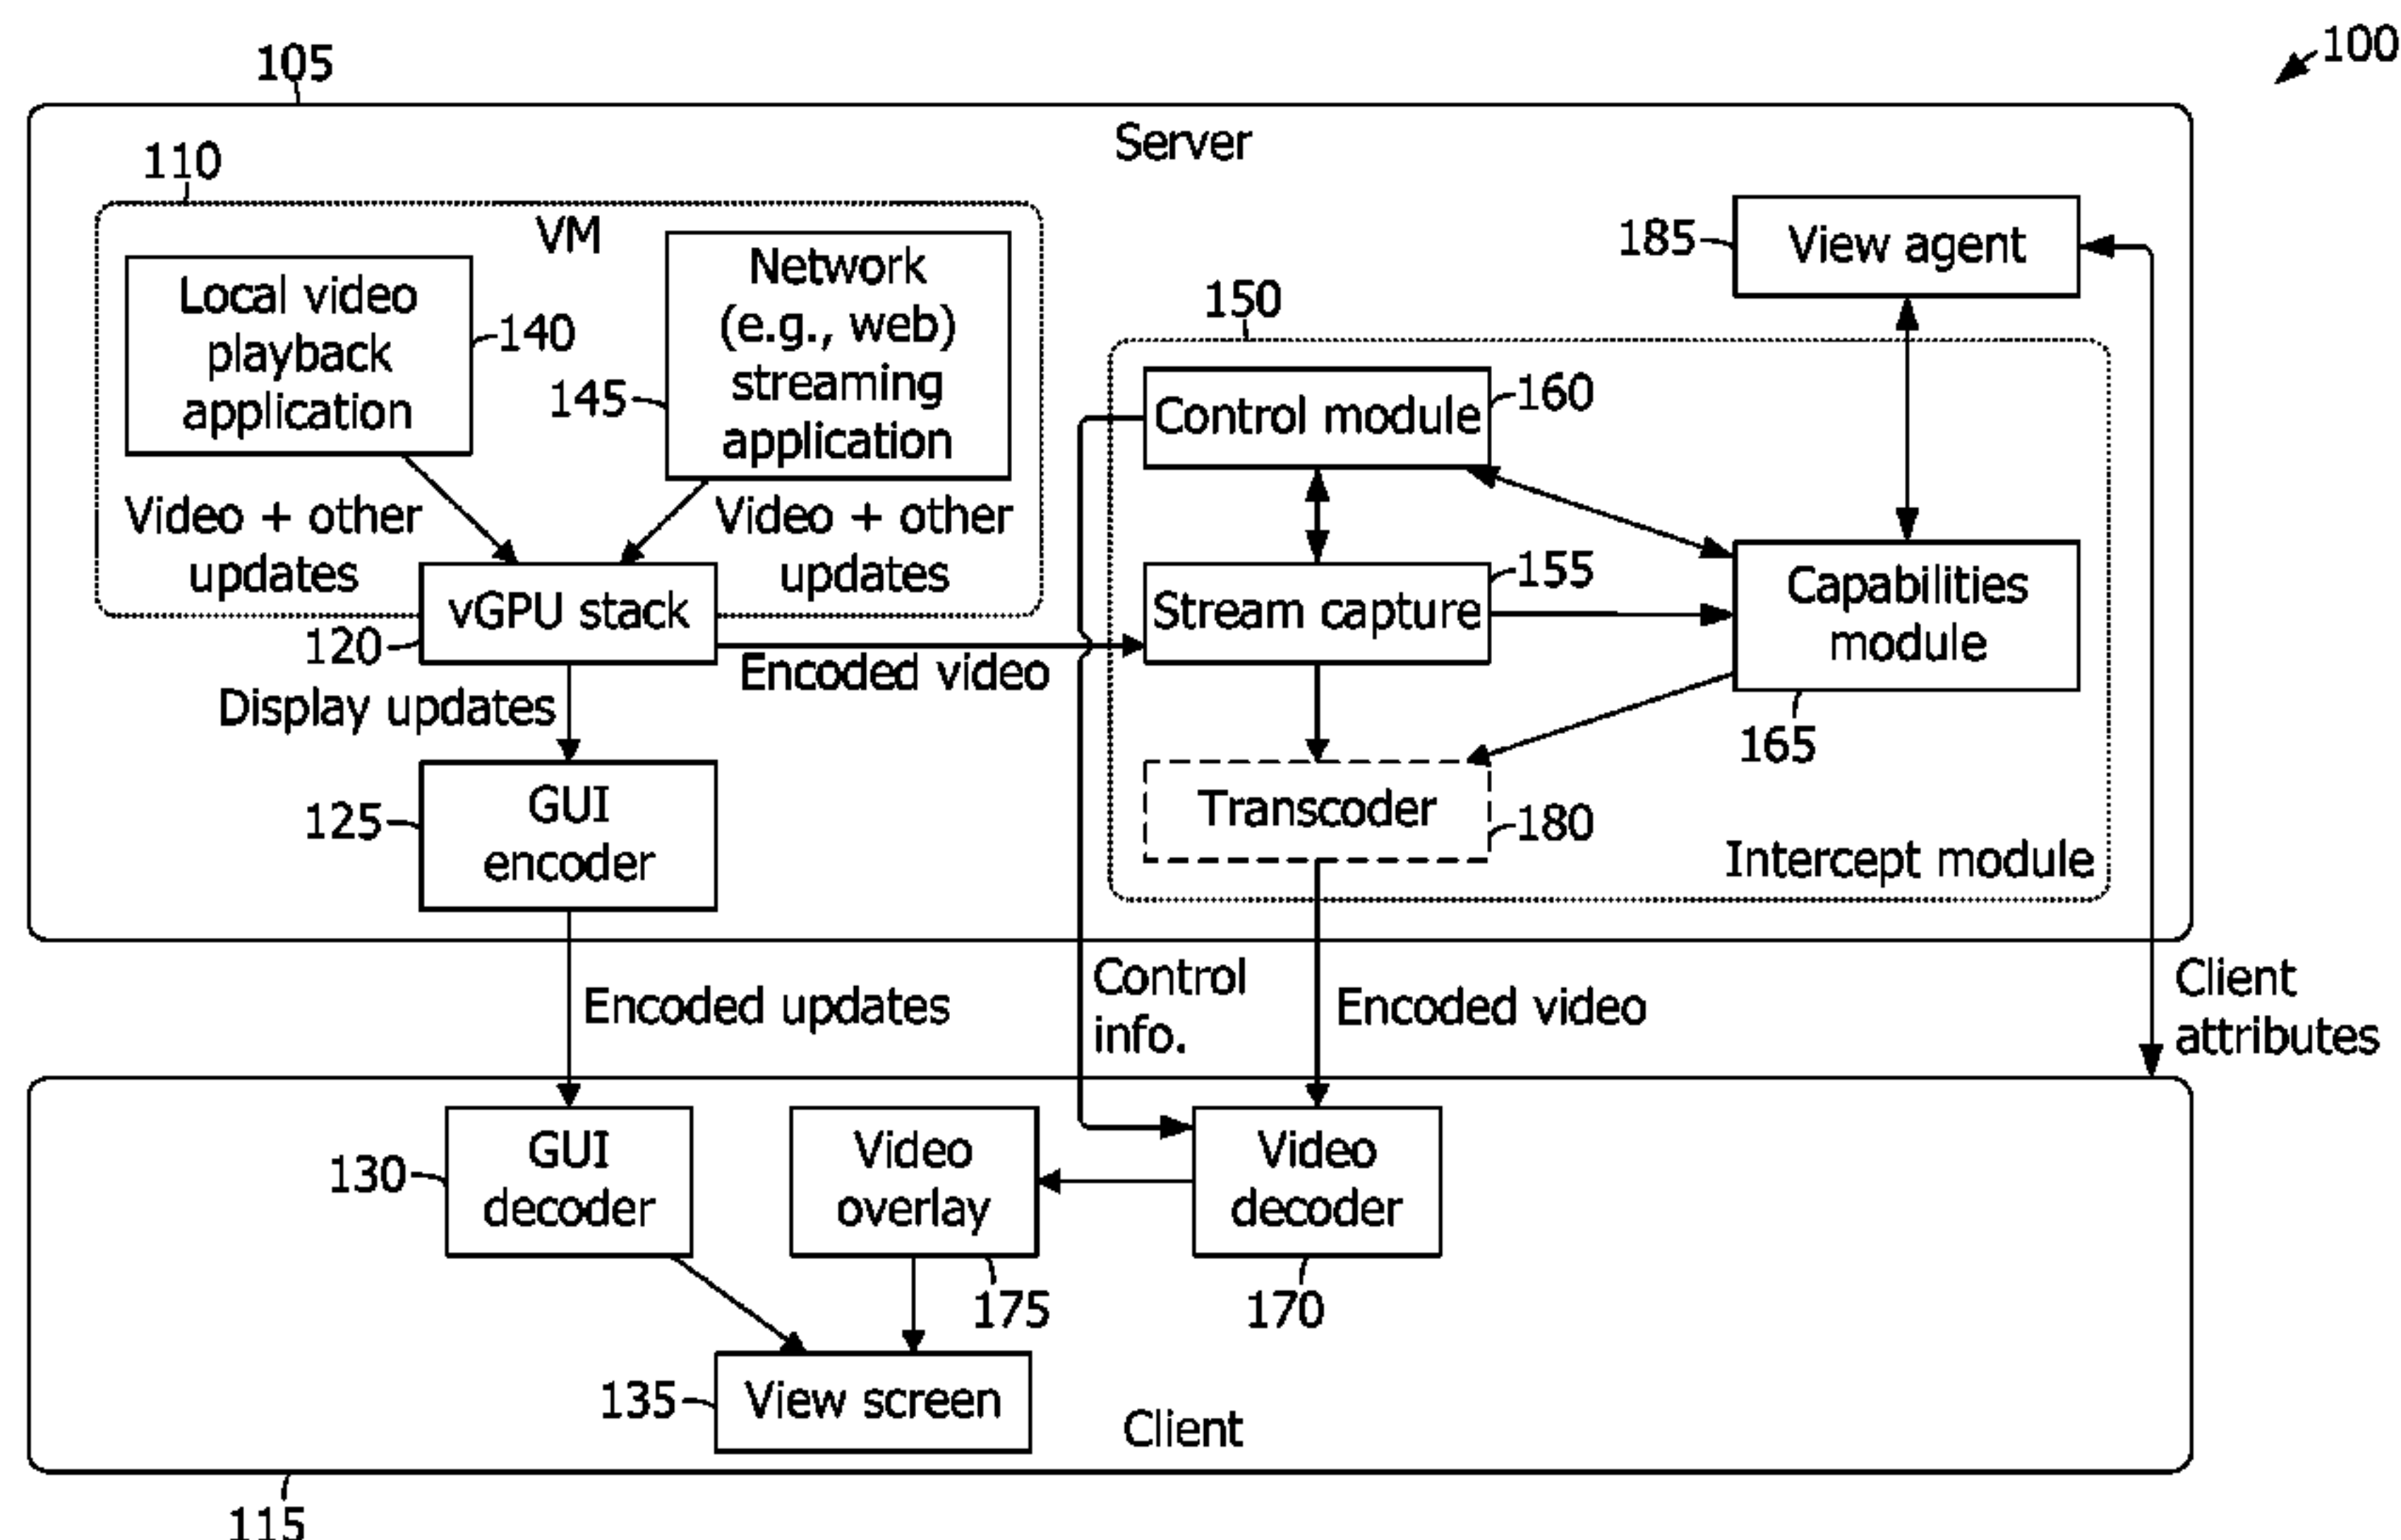 100
105
Server
110
VM
Local video
playback
application
140
Network
(e.g., web)
streaming
application
145
185
View agent
150
Control module
160
Video + other
updates
Video + other
updates
vGPU stack
120
Encoded video
Stream capture
155
Capabilities
module
165
Display updates
GUI
encoder
125
Transcoder
180
Intercept module
Encoded updates
Control
info.
Encoded video
Client
attributes
GUI
decoder
130
Video
overlay
175
Video
decoder
170
View screen
135
Client
115